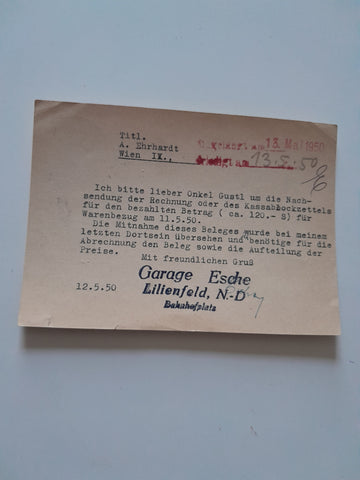 Titl.
A. Ehrhardt
Wien IX.,
13. Mai 1950
Erledigt am 13.5.50
Ich bitte lieber Onkel Gustl um die Nach-
sendung der Rechnung oder des Kassablockzettels
für den bezahlten Betrag ( ca. 120.- S) für
Warenbezug am 11.5.50.
Die Mitnahme dieses Beleges wurde bei meinem
letzten Dortsein übersehen und benötige für die
Abrechnung den Beleg sowie die Aufteilung der
Preise.
Mit freundlichen Gruß
Garage Esche
Lilienfeld, N.-D
Bahnhofplatz
12.5.50